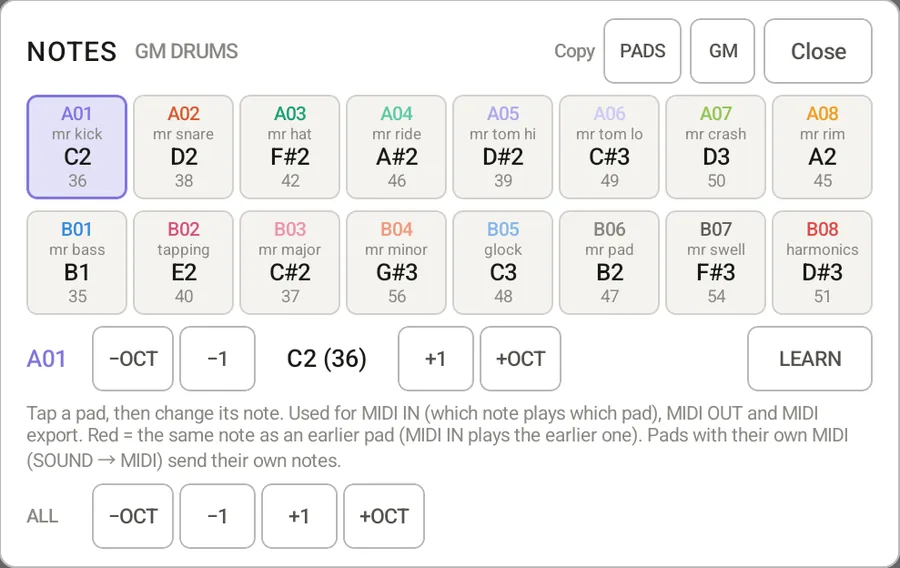 NOTES GM DRUMS Copy PADS GM Close
A01 A02 A03 A04 A05 A06 A07 A08
mr kick mr snare mr hat mr ride mr tom hi mr tom lo mr crash mr rim
C2 D2 F#2 A#2 D#2 C#3 D3 A2
36 38 42 46 39 49 50 45
B01 B02 B03 B04 B05 B06 B07 B08
mr bass tapping mr major mr minor glock mr pad mr swell harmonics
B1 E2 C#2 G#3 C3 B2 F#3 D#3
35 40 37 56 48 47 54 51
A01 −OCT −1 C2 (36) +1 +OCT LEARN
Tap a pad, then change its note. Used for MIDI IN (which note plays which pad), MIDI OUT and MIDI
export. Red = the same note as an earlier pad (MIDI IN plays the earlier one). Pads with their own MIDI
(SOUND → MIDI) send their own notes.
ALL −OCT −1 +1 +OCT